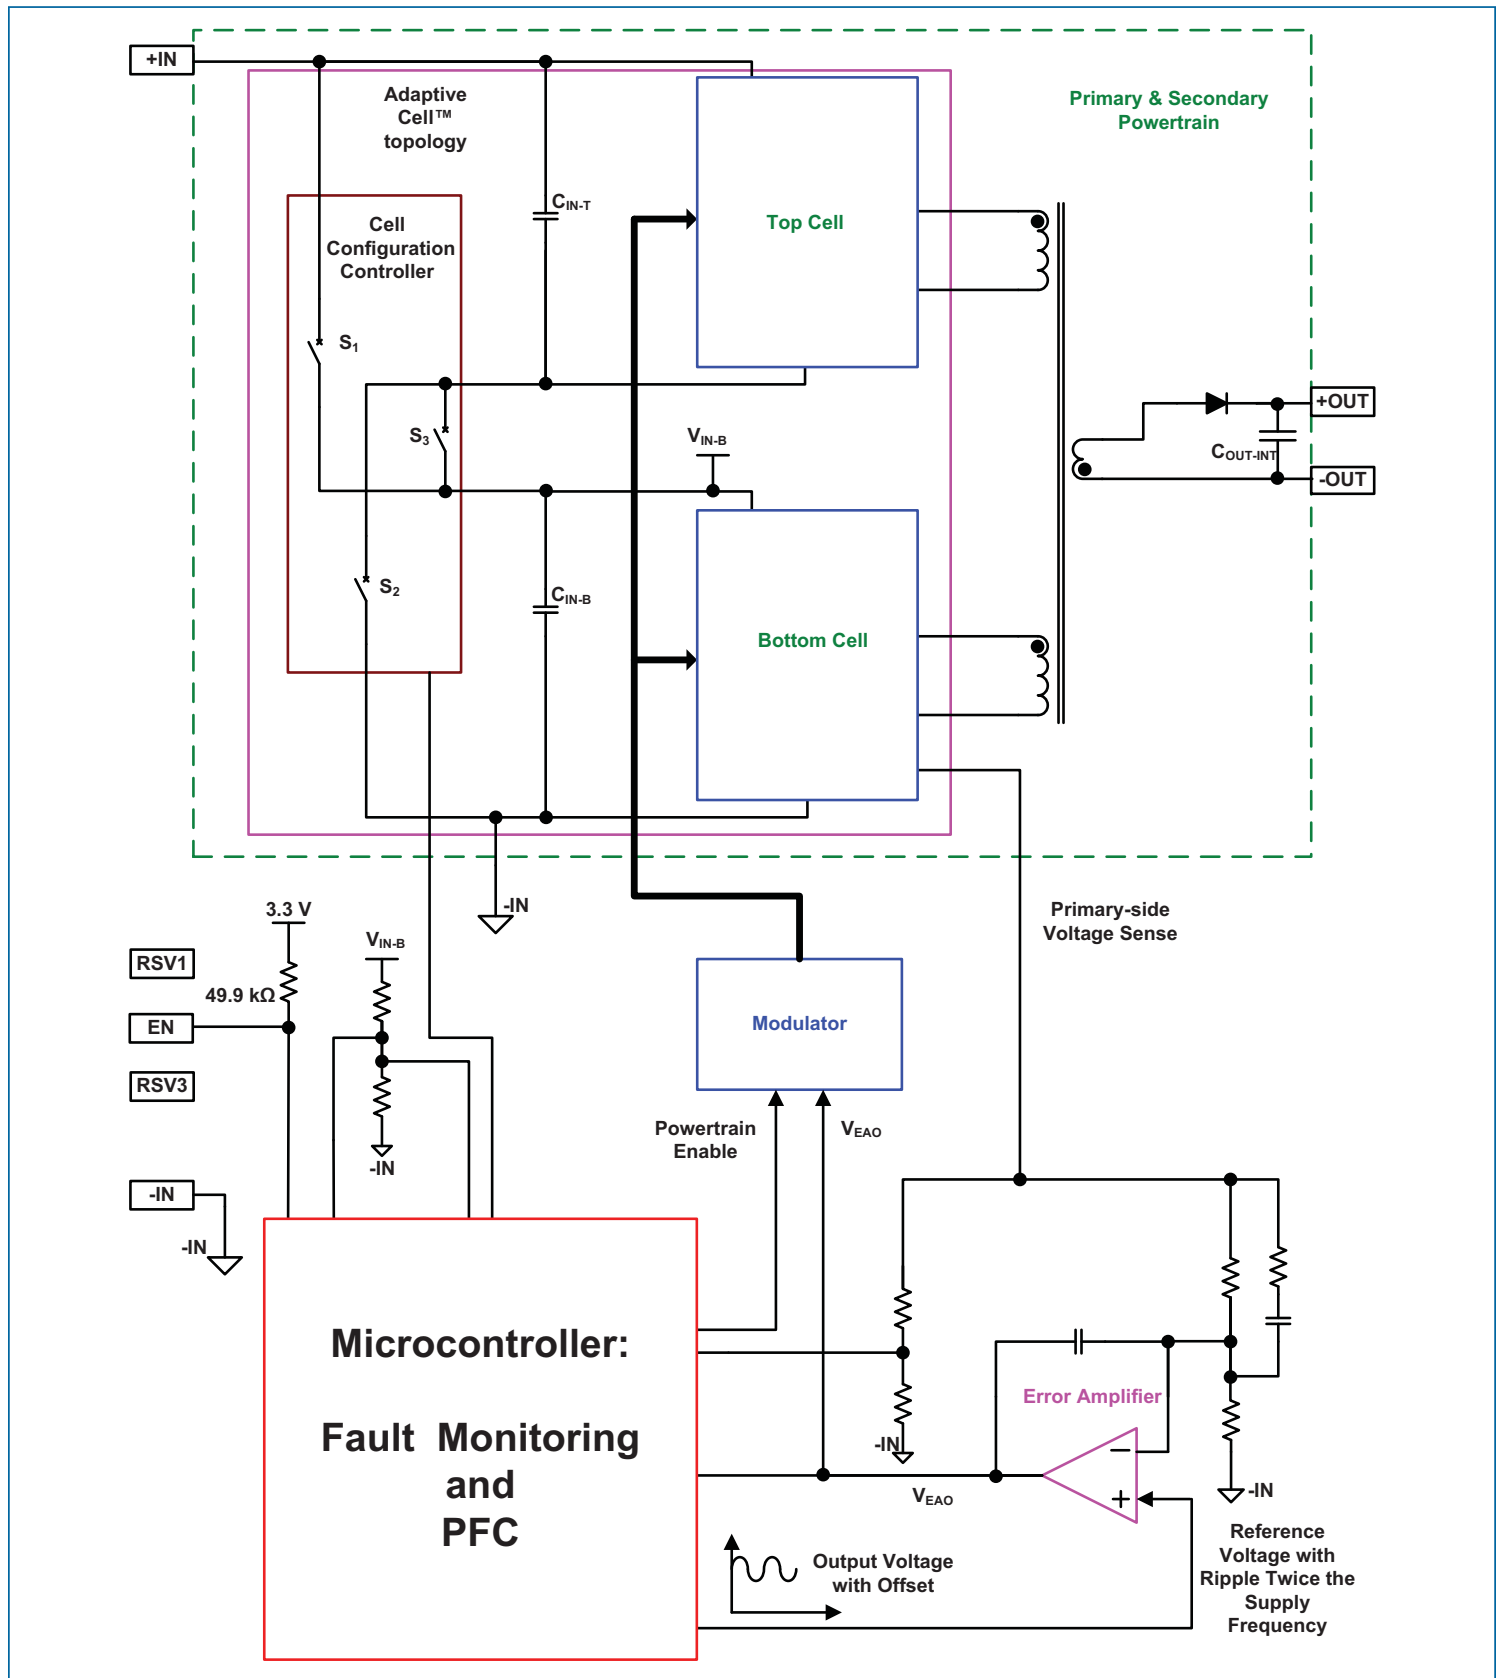 +IN
Adaptive
Cell™
topology
Primary & Secondary
Powertrain
Cell
Configuration
Controller
CIN-T
Top Cell
S1
S3
VIN-B
+OUT
COUT-INT
-OUT
S2
CIN-B
Bottom Cell
-IN
3.3 V
VIN-B
RSV1
49.9 kΩ
EN
RSV3
-IN
Primary-side
Voltage Sense
Modulator
Powertrain
Enable
VEAO
-IN
-IN
Microcontroller:
Fault Monitoring
and
PFC
Error Amplifier
-IN
-IN
VEAO
−
+
Output Voltage
with Offset
Reference
Voltage with
Ripple Twice the
Supply
Frequency